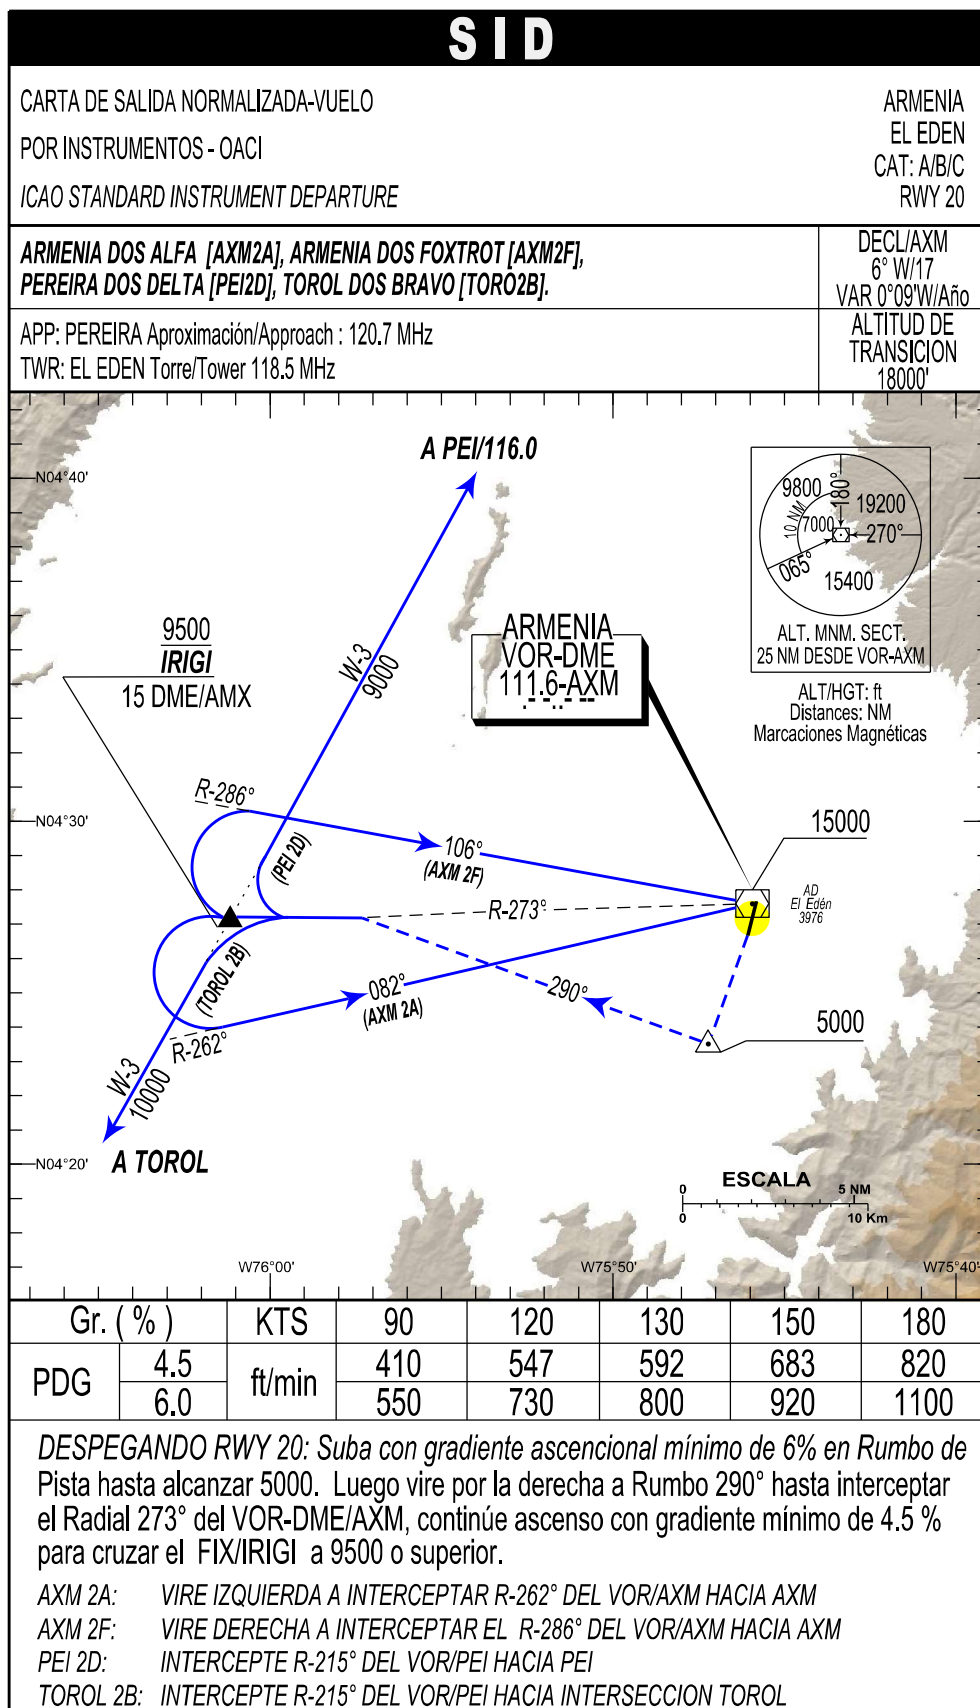 SID
CARTA DE SALIDA NORMALIZADA-VUELO
POR INSTRUMENTOS - OACI
ICAO STANDARD INSTRUMENT DEPARTURE
ARMENIA
EL EDEN
CAT: A/B/C
RWY 20
ARMENIA DOS ALFA [AXM2A], ARMENIA DOS FOXTROT [AXM2F],
PEREIRA DOS DELTA [PEI2D], TOROL DOS BRAVO [TORO2B].
DECL/AXM
6° W/17
VAR 0°09'W/Año
APP: PEREIRA Aproximación/Approach : 120.7 MHz
TWR: EL EDEN Torre/Tower 118.5 MHz
ALTITUD DE
TRANSICION
18000'
A PEI/116.0
N04°40'
9800
180°
19200
10 NM
7000
270°
065°
15400
ALT. MNM. SECT.
25 NM DESDE VOR-AXM
ALT/HGT: ft
Distances: NM
Marcaciones Magnéticas
9500
IRIGI
15 DME/AMX
W-3
9000
ARMENIA
VOR-DME
111.6-AXM
R-286°
N04°30'
15000
(PEI 2D)
106°
(AXM 2F)
AD
El Edén
3976
R-273°
(TOROL 2B)
082°
(AXM 2A)
290°
5000
R-262°
W-3
10000
A TOROL
N04°20'
ESCALA
0 5 NM
0 10 Km
W76°00'
W75°50'
W75°40'
Gr. ( % ) KTS 90 120 130 150 180
PDG 4.5 ft/min 410 547 592 683 820
6.0 550 730 800 920 1100
DESPEGANDO RWY 20: Suba con gradiente ascencional mínimo de 6% en Rumbo de
Pista hasta alcanzar 5000. Luego vire por la derecha a Rumbo 290° hasta interceptar
el Radial 273° del VOR-DME/AXM, continúe ascenso con gradiente mínimo de 4.5 %
para cruzar el FIX/IRIGI a 9500 o superior.
AXM 2A: VIRE IZQUIERDA A INTERCEPTAR R-262° DEL VOR/AXM HACIA AXM
AXM 2F: VIRE DERECHA A INTERCEPTAR EL R-286° DEL VOR/AXM HACIA AXM
PEI 2D: INTERCEPTE R-215° DEL VOR/PEI HACIA PEI
TOROL 2B: INTERCEPTE R-215° DEL VOR/PEI HACIA INTERSECCION TOROL